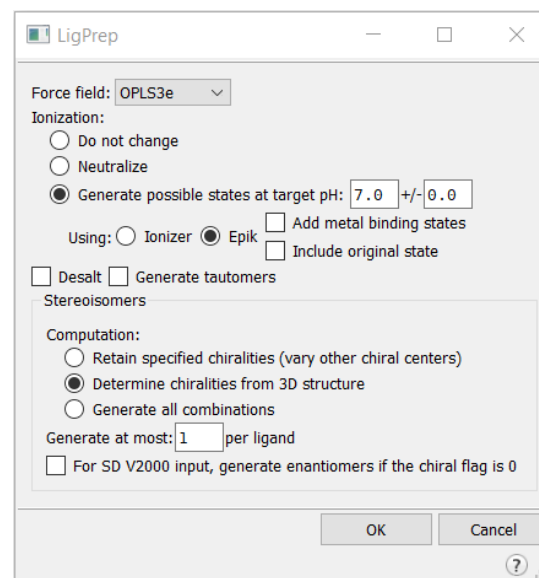 LigPrep
Force field: OPLS3e
Ionization:
Do not change
Neutralize
Generate possible states at target pH: 7.0 +/- 0.0
Using: Ionizer Epik Add metal binding states
Include original state
Desalt Generate tautomers
Stereoisomers
Computation:
Retain specified chiralities (vary other chiral centers)
Determine chiralities from 3D structure
Generate all combinations
Generate at most: 1 per ligand
For SD V2000 input, generate enantiomers if the chiral flag is 0
OK Cancel
?